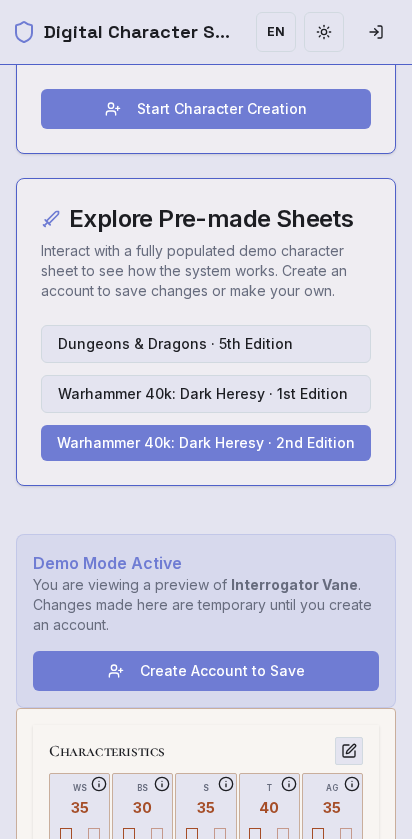 Digital Character S...
EN
Start Character Creation
Explore Pre-made Sheets
Interact with a fully populated demo character
sheet to see how the system works. Create an
account to save changes or make your own.
Dungeons & Dragons · 5th Edition
Warhammer 40k: Dark Heresy · 1st Edition
Warhammer 40k: Dark Heresy · 2nd Edition
Demo Mode Active
You are viewing a preview of Interrogator Vane.
Changes made here are temporary until you create
an account.
Create Account to Save
Characteristics
WS BS S T AG
35 30 35 40 35